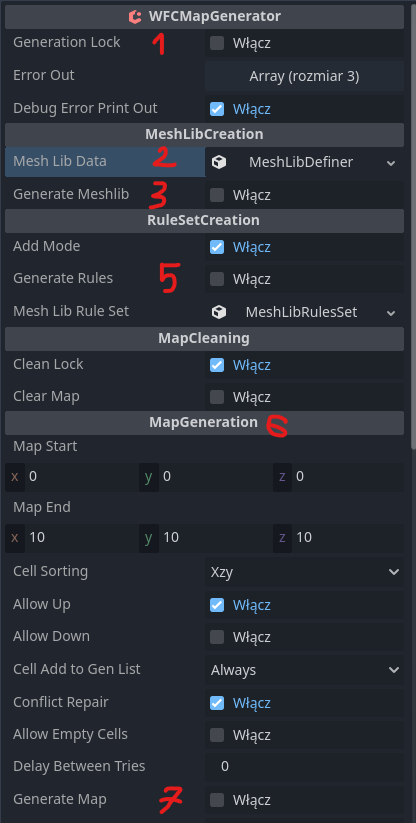 WFCMapGenerator
Generation Lock 1 Włącz
Error Out Array (rozmiar 3)
Debug Error Print Out Włącz
MeshLibCreation
Mesh Lib Data 2 MeshLibDefiner
Generate Meshlib 3 Włącz
RuleSetCreation
Add Mode Włącz
Generate Rules 5 Włącz
Mesh Lib Rule Set MeshLibRulesSet
MapCleaning
Clean Lock Włącz
Clear Map Włącz
MapGeneration 6
Map Start
x 0 y 0 z 0
Map End
x 10 y 10 z 10
Cell Sorting Xzy
Allow Up Włącz
Allow Down Włącz
Cell Add to Gen List Always
Conflict Repair Włącz
Allow Empty Cells Włącz
Delay Between Tries 0
Generate Map 7 Włącz